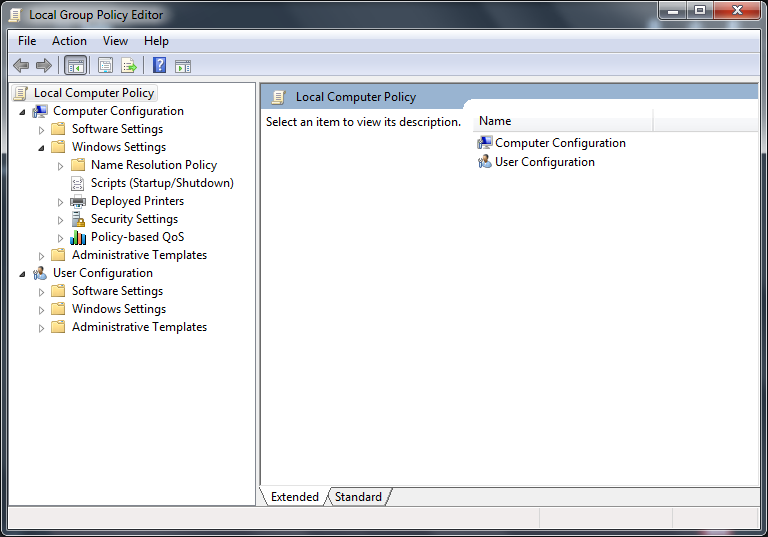 Local Group Policy Editor
File Action View Help
Local Computer Policy
Computer Configuration
Software Settings
Windows Settings
Name Resolution Policy
Scripts (Startup/Shutdown)
Deployed Printers
Security Settings
Policy-based QoS
Administrative Templates
User Configuration
Software Settings
Windows Settings
Administrative Templates
Local Computer Policy
Select an item to view its description.
Name
Computer Configuration
User Configuration
Extended Standard